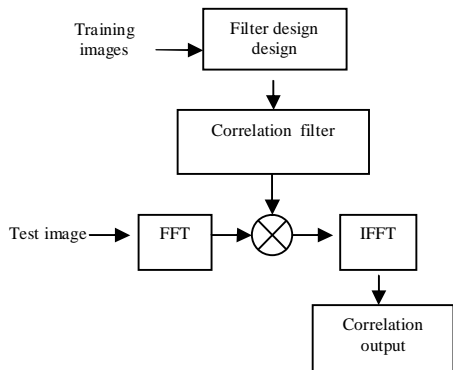 Training
images
Filter design
design
Correlation filter
Test image
FFT
IFFT
Correlation
output